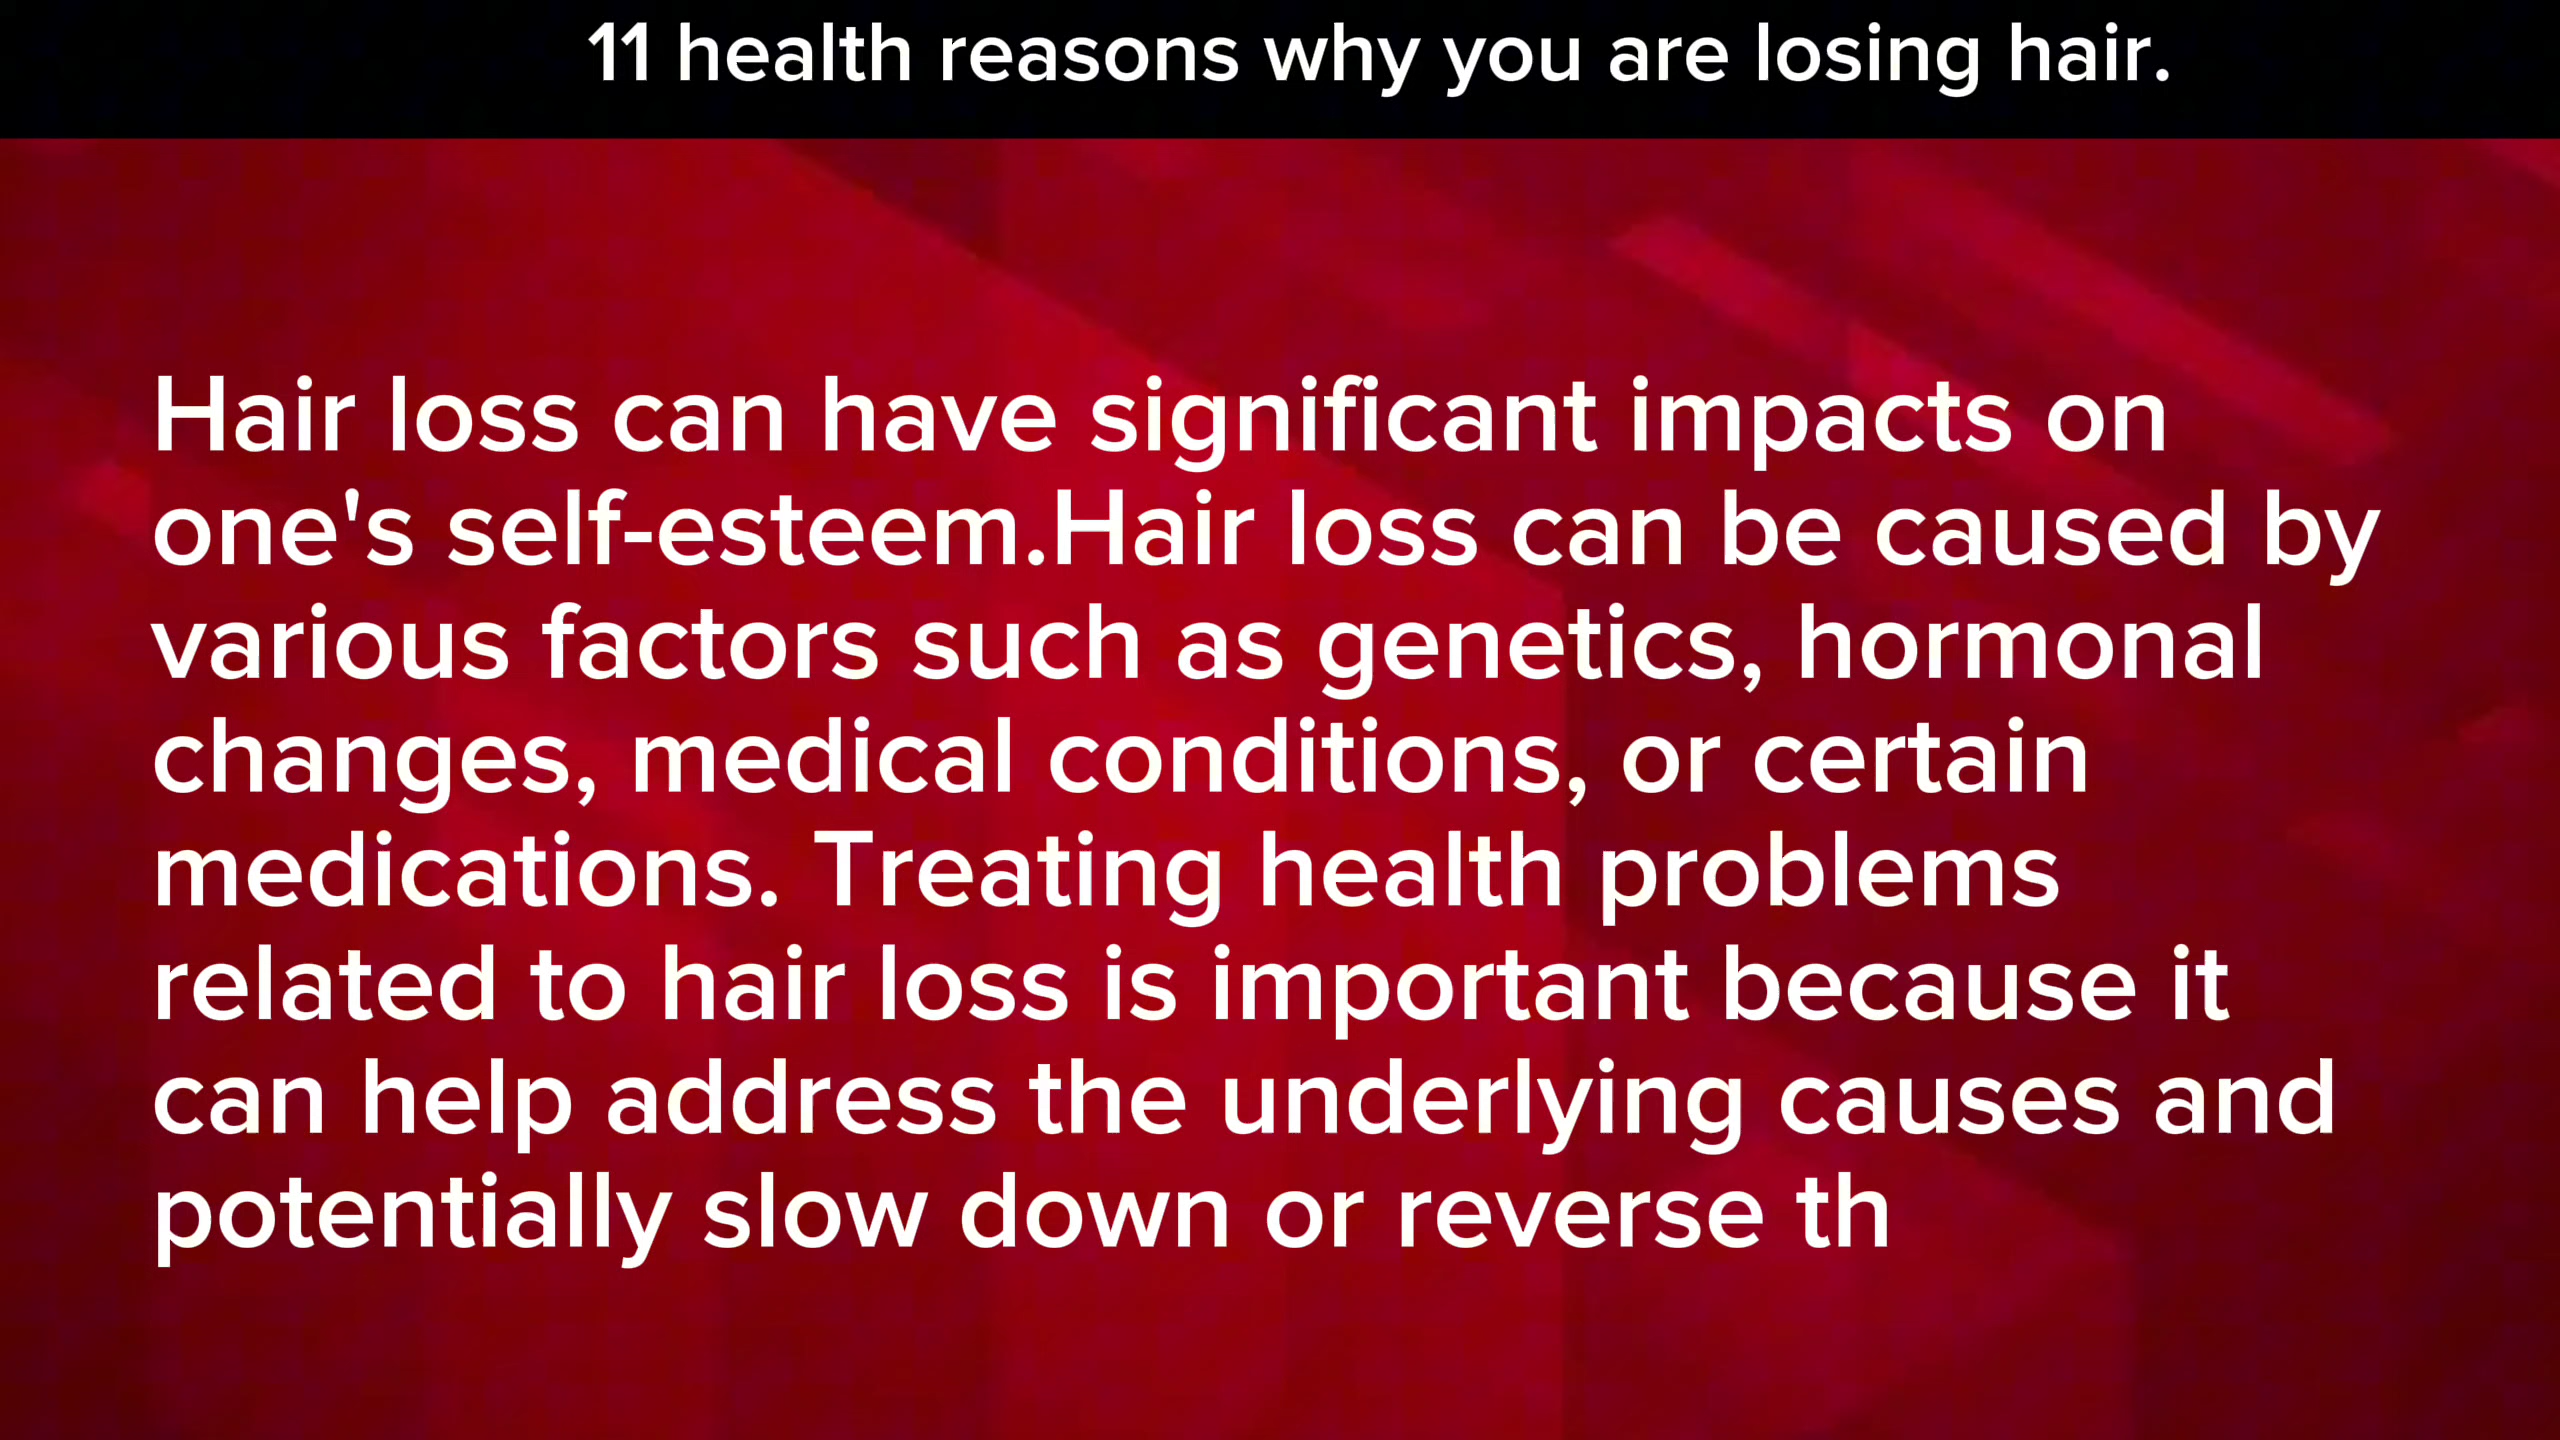 11 health reasons why you are losing hair.
Hair loss can have significant impacts on
one's self-esteem.Hair loss can be caused by
various factors such as genetics, hormonal
changes, medical conditions, or certain
medications. Treating health problems
related to hair loss is important because it
can help address the underlying causes and
potentially slow down or reverse th